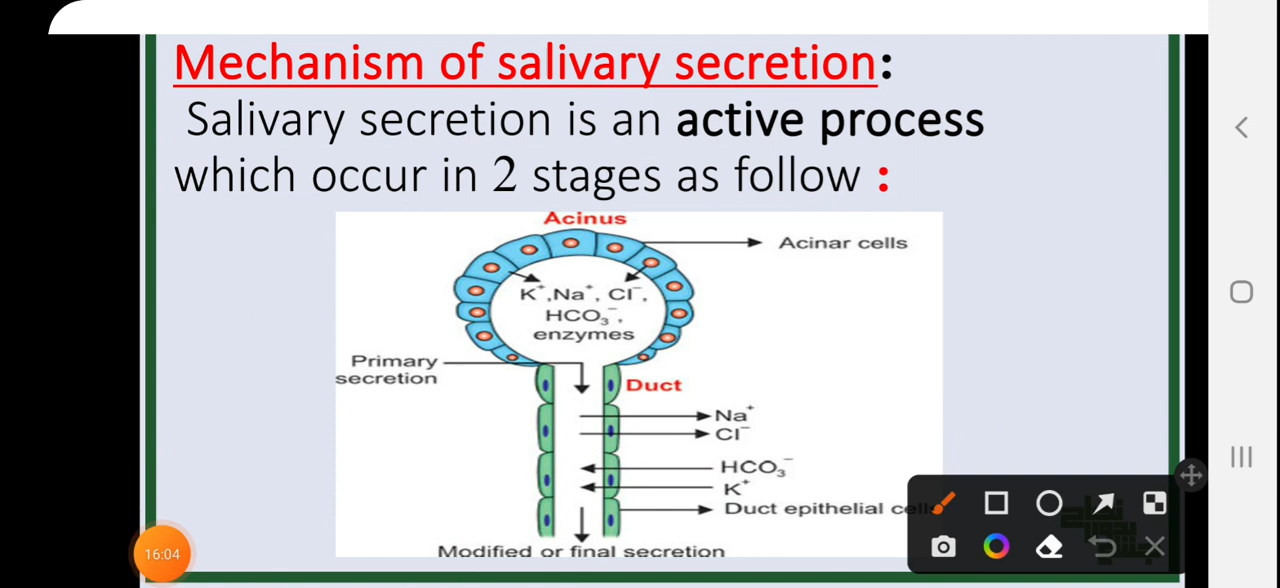 Mechanism of salivary secretion:
Salivary secretion is an active process
which occur in 2 stages as follow :
Acinus
Acinar cells
K⁺,Na⁺, Cl⁻,
HCO₃⁻,
enzymes
Primary
secretion
Duct
Na⁺
Cl⁻
HCO₃⁻
K⁺
Duct epithelial cells
Modified or final secretion
16:04